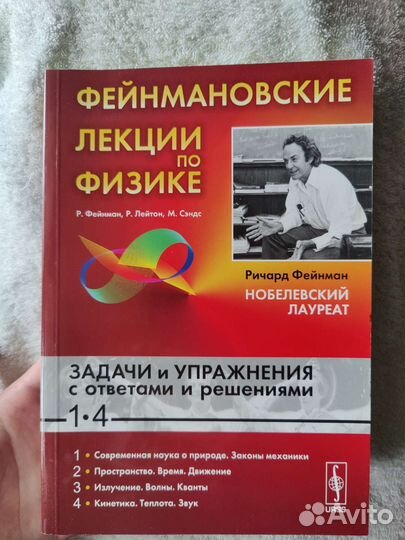 ФЕЙНМАНОВСКИЕ
ЛЕКЦИИ ПО
ФИЗИКЕ
Р. Фейнман, Р. Лейтон, М. Сэндс
Ричард Фейнман
НОБЕЛЕВСКИЙ
ЛАУРЕАТ
ЗАДАЧИ и УПРАЖНЕНИЯ
с ответами и решениями
1•4
1 • Современная наука о природе. Законы механики
2 • Пространство. Время. Движение
3 • Излучение. Волны. Кванты
4 • Кинетика. Теплота. Звук
URSS
Avito